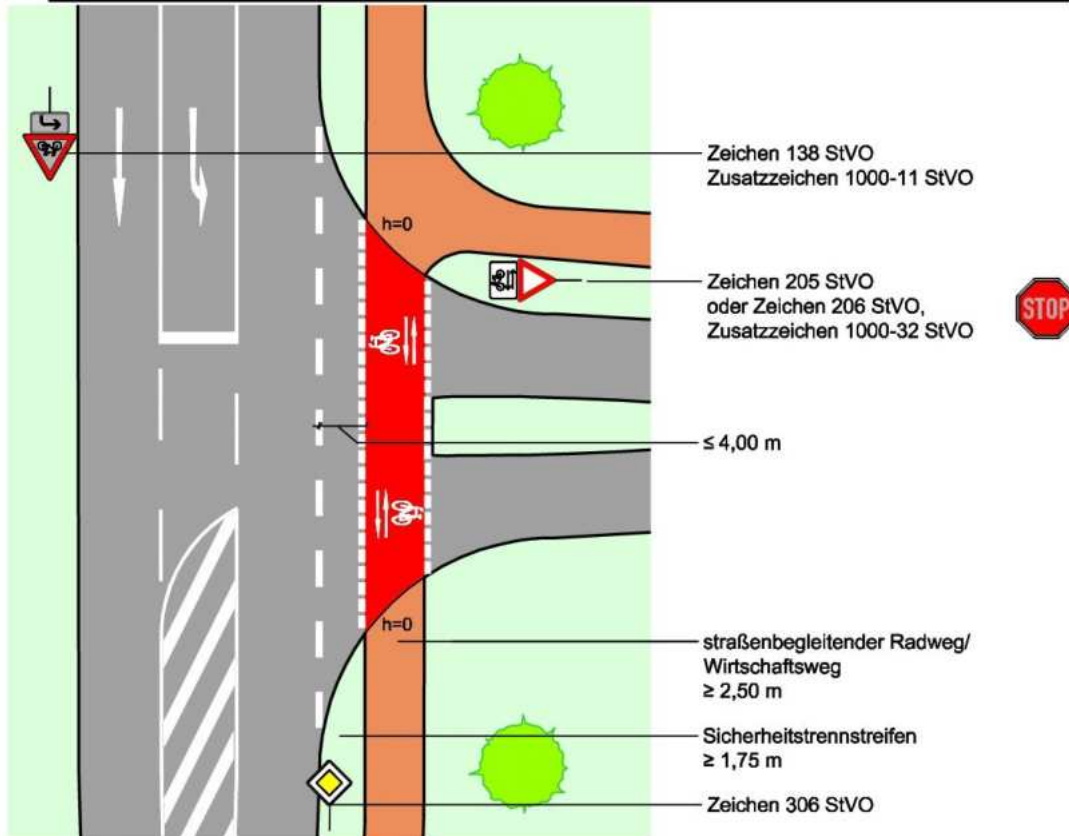 Zeichen 138 StVO
Zusatzzeichen 1000-11 StVO
h=0
Zeichen 205 StVO
oder Zeichen 206 StVO,
Zusatzzeichen 1000-32 StVO
STOP
≤ 4,00 m
h=0
straßenbegleitender Radweg/
Wirtschaftsweg
≥ 2,50 m
Sicherheitstrennstreifen
≥ 1,75 m
Zeichen 306 StVO